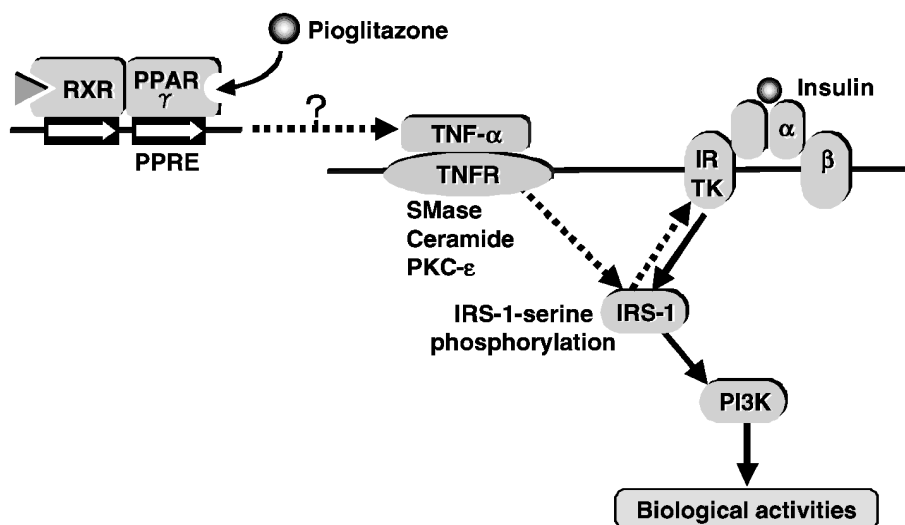 Pioglitazone
RXR
PPAR
γ
PPRE
?
TNF-α
TNFR
SMase
Ceramide
PKC-ε
Insulin
α
β
IR
TK
IRS-1-serine
phosphorylation
IRS-1
PI3K
Biological activities